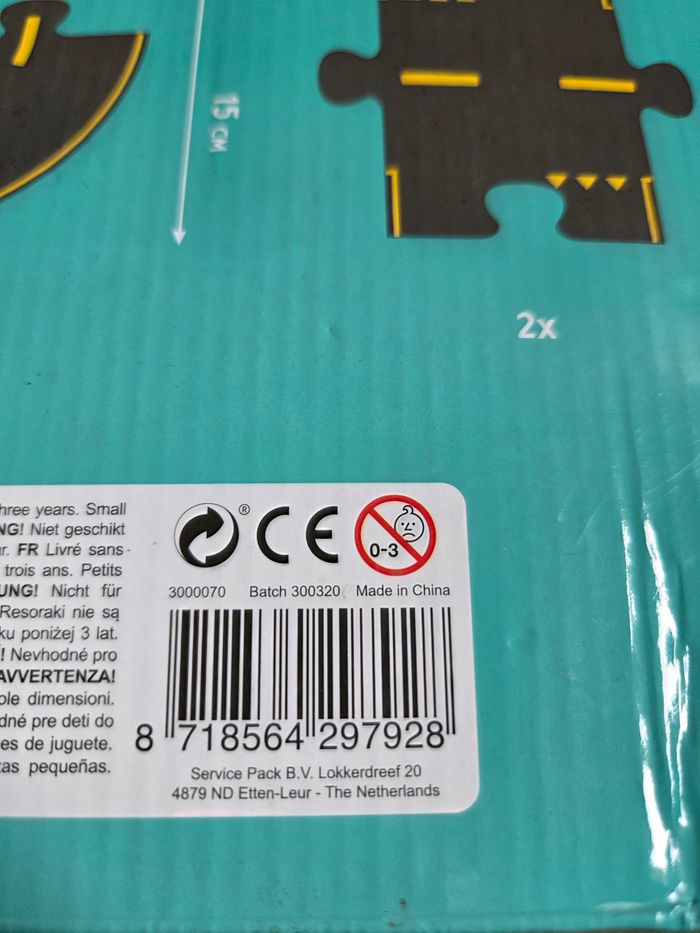 15 CM
2x
three years. Small
NG! Niet geschikt
r. FR Livré sans-
trois ans. Petits
UNG! Nicht für
Resoraki nie są
ku poniżej 3 lat.
! Nevhodné pro
AVVERTENZA!
ole dimensioni.
dné pre deti do
es de juguete.
zas pequeñas.
®
CE
0-3
3000070 Batch 300320 Made in China
8 718564 297928
Service Pack B.V. Lokkerdreef 20
4879 ND Etten-Leur - The Netherlands